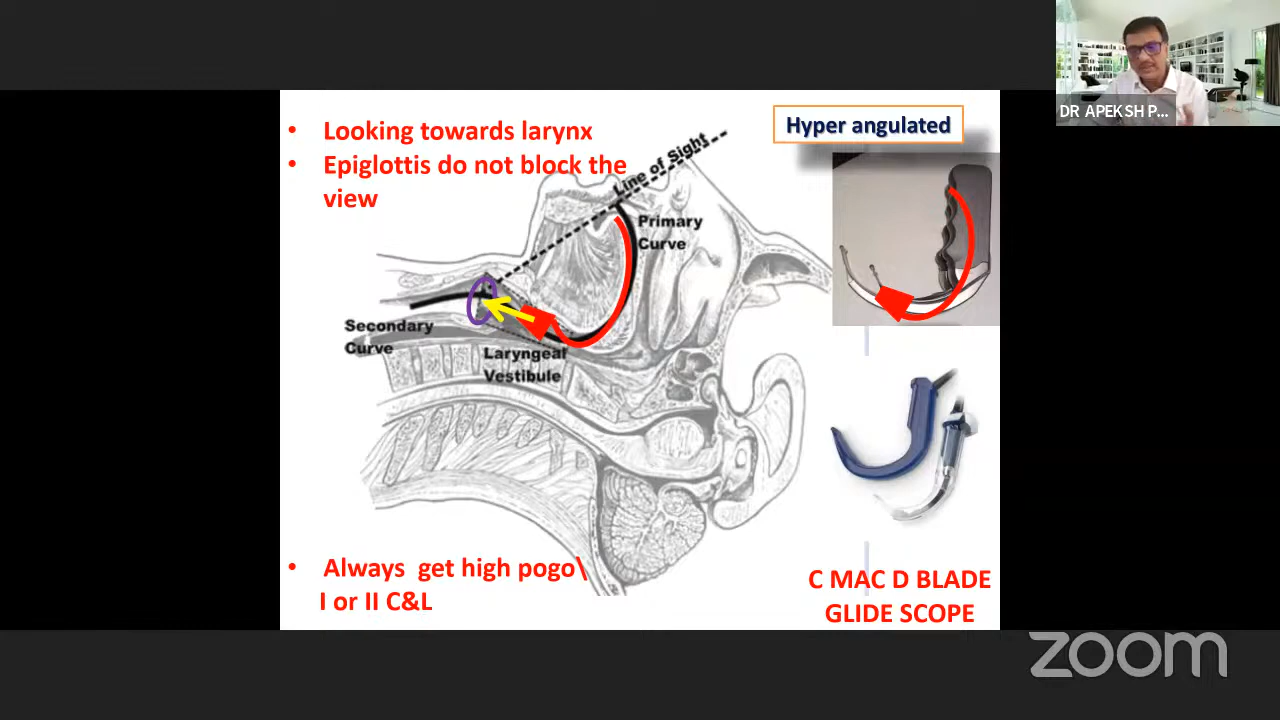 • Looking towards larynx
• Epiglottis do not block the
view
Line of Sight
Primary
Curve
Secondary
Curve
Laryngeal
Vestibule
• Always get high pogo\
I or II C&L
Hyper angulated
C MAC D BLADE
GLIDE SCOPE
DR APEKSH P...
zoom